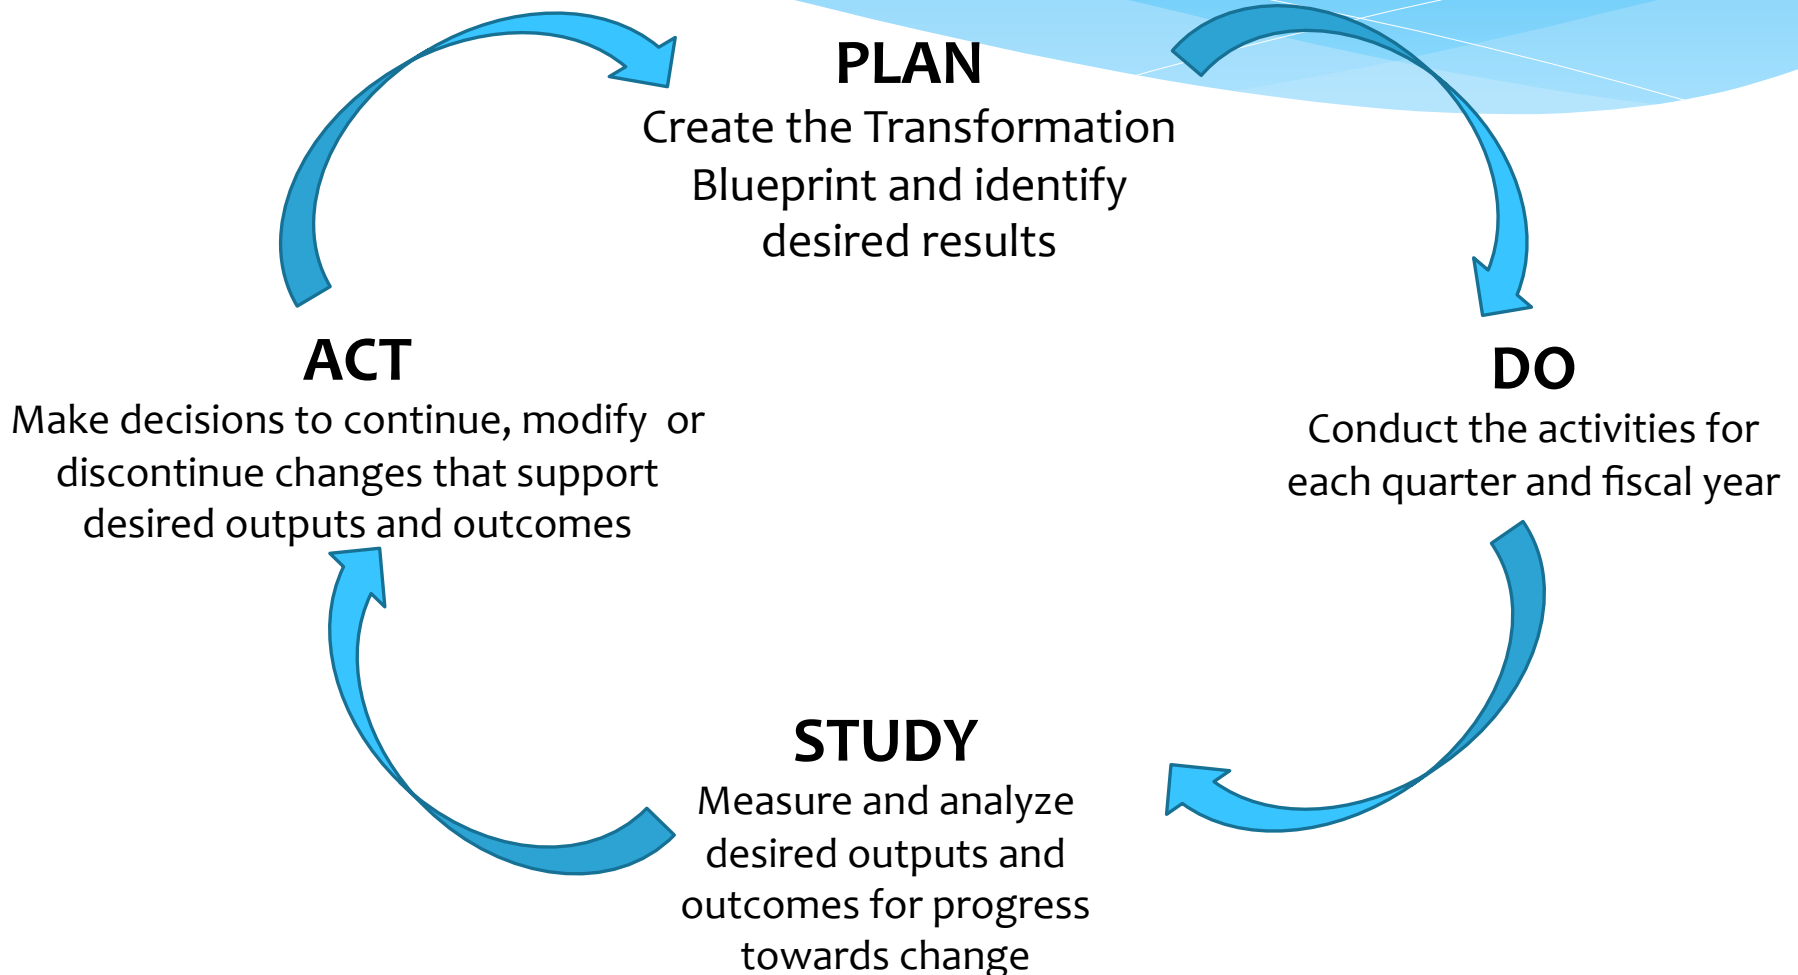 PLAN
Create the Transformation
Blueprint and identify
desired results
DO
Conduct the activities for
each quarter and fiscal year
STUDY
Measure and analyze
desired outputs and
outcomes for progress
towards change
ACT
Make decisions to continue, modify  or
discontinue changes that support
desired outputs and outcomes